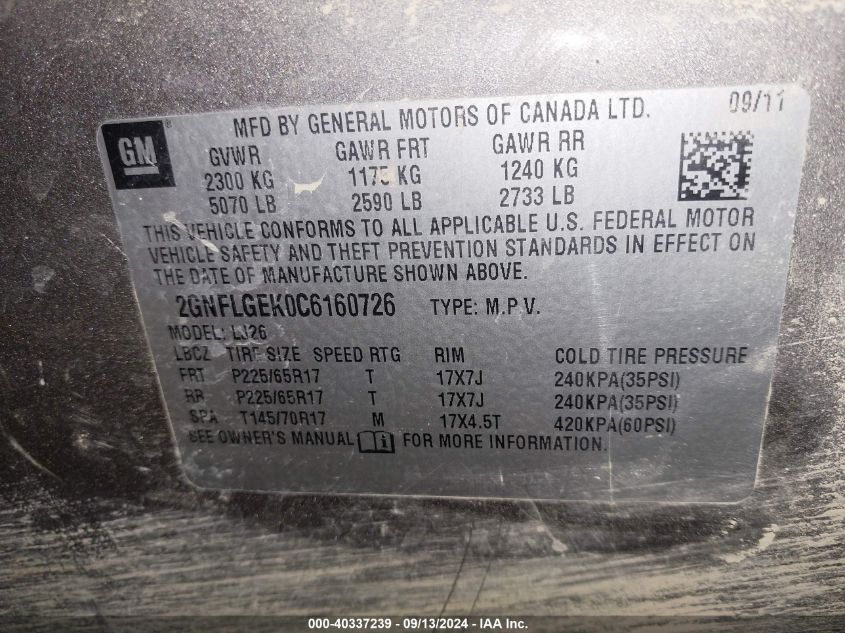 09/11
GM
MFD BY GENERAL MOTORS OF CANADA LTD.
GVWR GAWR FRT GAWR RR
2300 KG 1175 KG 1240 KG
5070 LB 2590 LB 2733 LB
THIS VEHICLE CONFORMS TO ALL APPLICABLE U.S. FEDERAL MOTOR
VEHICLE SAFETY AND THEFT PREVENTION STANDARDS IN EFFECT ON
THE DATE OF MANUFACTURE SHOWN ABOVE.
2GNFLGEK0C6160726 TYPE: M.P.V.
MODEL: LJ26
LBCZ TIRE SIZE SPEED RTG RIM COLD TIRE PRESSURE
FRT P225/65R17 T 17X7J 240KPA(35PSI)
RR P225/65R17 T 17X7J 240KPA(35PSI)
SPA T145/70R17 M 17X4.5T 420KPA(60PSI)
SEE OWNER'S MANUAL FOR MORE INFORMATION.
000-40337239 - 09/13/2024 - IAA Inc.